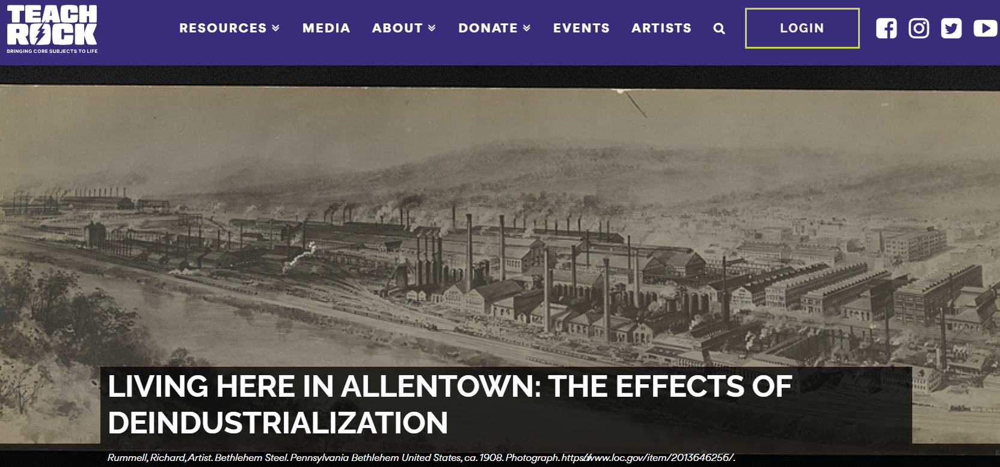 TEACH
ROCK
BRINGING CORE SUBJECTS TO LIFE
RESOURCES MEDIA ABOUT DONATE EVENTS ARTISTS LOGIN
LIVING HERE IN ALLENTOWN: THE EFFECTS OF
DEINDUSTRIALIZATION
Rummell, Richard, Artist. Bethlehem Steel. Pennsylvania Bethlehem United States, ca. 1908. Photograph. https://www.loc.gov/item/2013646256/.